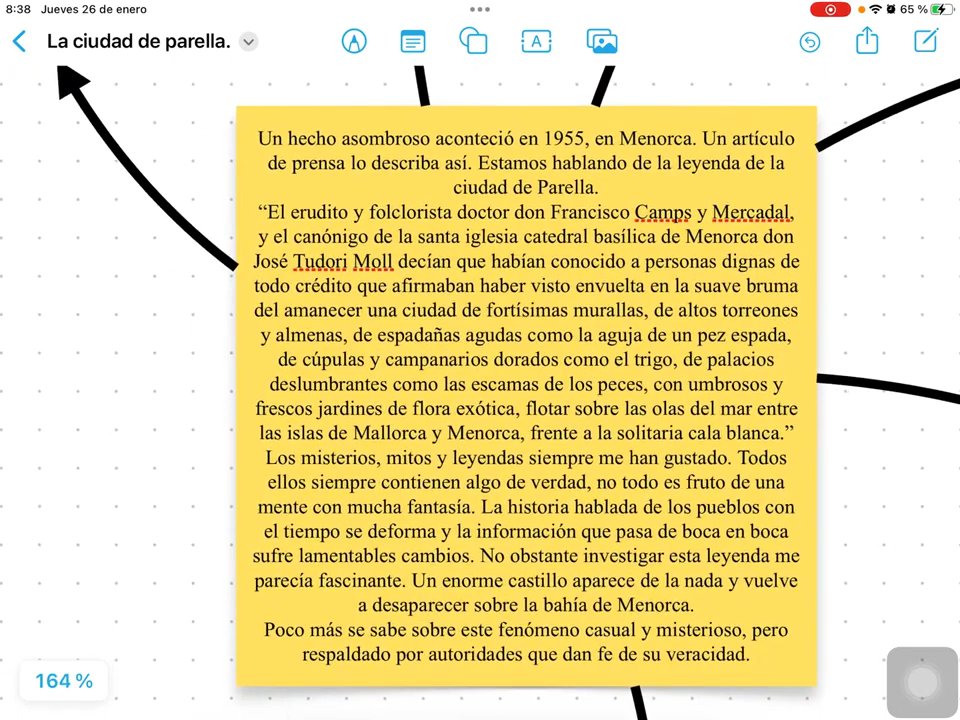 8:38 Jueves 26 de enero
65 %
La ciudad de parella.
A
A
Un hecho asombroso aconteció en 1955, en Menorca. Un artículo
de prensa lo describa así. Estamos hablando de la leyenda de la
ciudad de Parella.
“El erudito y folclorista doctor don Francisco Camps y Mercadal,
y el canónigo de la santa iglesia catedral basílica de Menorca don
José Tudori Moll decían que habían conocido a personas dignas de
todo crédito que afirmaban haber visto envuelta en la suave bruma
del amanecer una ciudad de fortísimas murallas, de altos torreones
y almenas, de espadañas agudas como la aguja de un pez espada,
de cúpulas y campanarios dorados como el trigo, de palacios
deslumbrantes como las escamas de los peces, con umbrosos y
frescos jardines de flora exótica, flotar sobre las olas del mar entre
las islas de Mallorca y Menorca, frente a la solitaria cala blanca.”
Los misterios, mitos y leyendas siempre me han gustado. Todos
ellos siempre contienen algo de verdad, no todo es fruto de una
mente con mucha fantasía. La historia hablada de los pueblos con
el tiempo se deforma y la información que pasa de boca en boca
sufre lamentables cambios. No obstante investigar esta leyenda me
parecía fascinante. Un enorme castillo aparece de la nada y vuelve
a desaparecer sobre la bahía de Menorca.
Poco más se sabe sobre este fenómeno casual y misterioso, pero
respaldado por autoridades que dan fe de su veracidad.
164 %